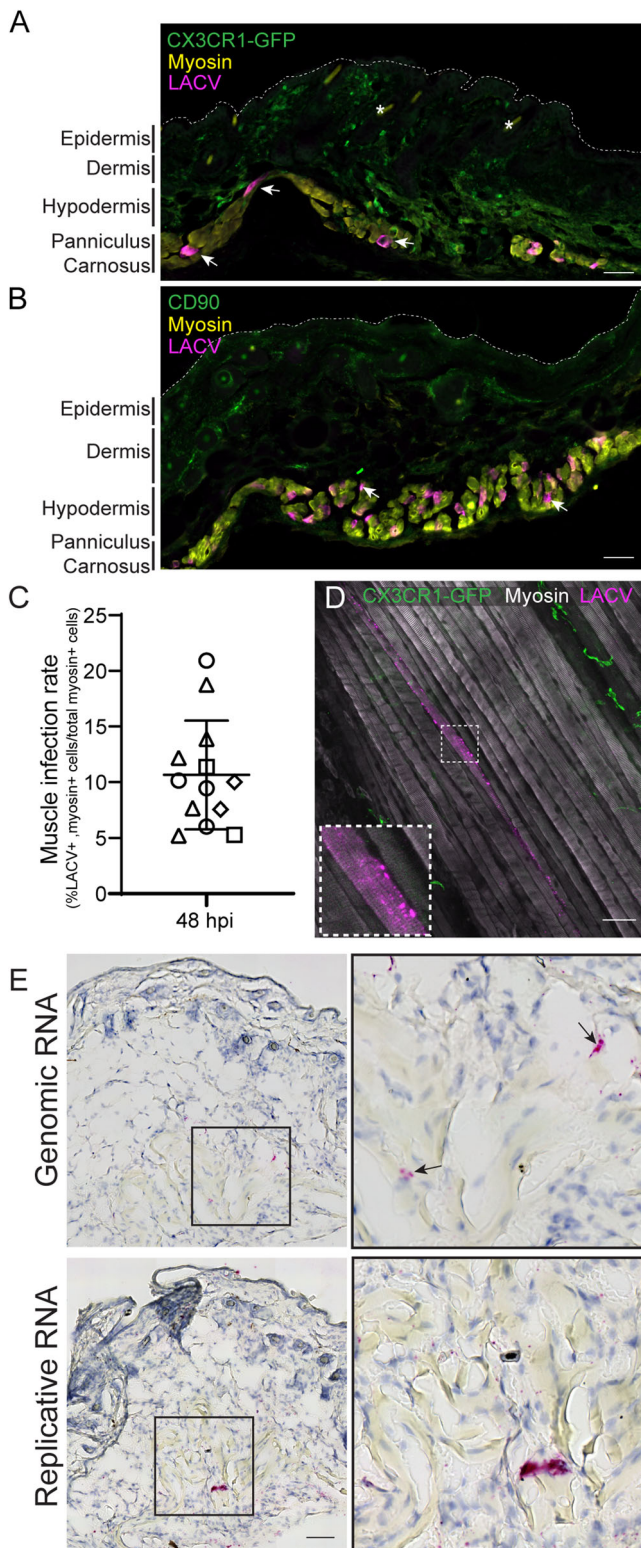 A
CX3CR1-GFP
Myosin
LACV
*
*
Epidermis
Dermis
Hypodermis
Panniculus
Carnosus
B
CD90
Myosin
LACV
Epidermis
Dermis
Hypodermis
Panniculus
Carnosus
C
Muscle infection rate
(%LACV+ ,myosin+ cells/total myosin+ cells)
25
20
15
10
5
0
48 hpi
D
CX3CR1-GFP Myosin LACV
E
Genomic RNA
Replicative RNA